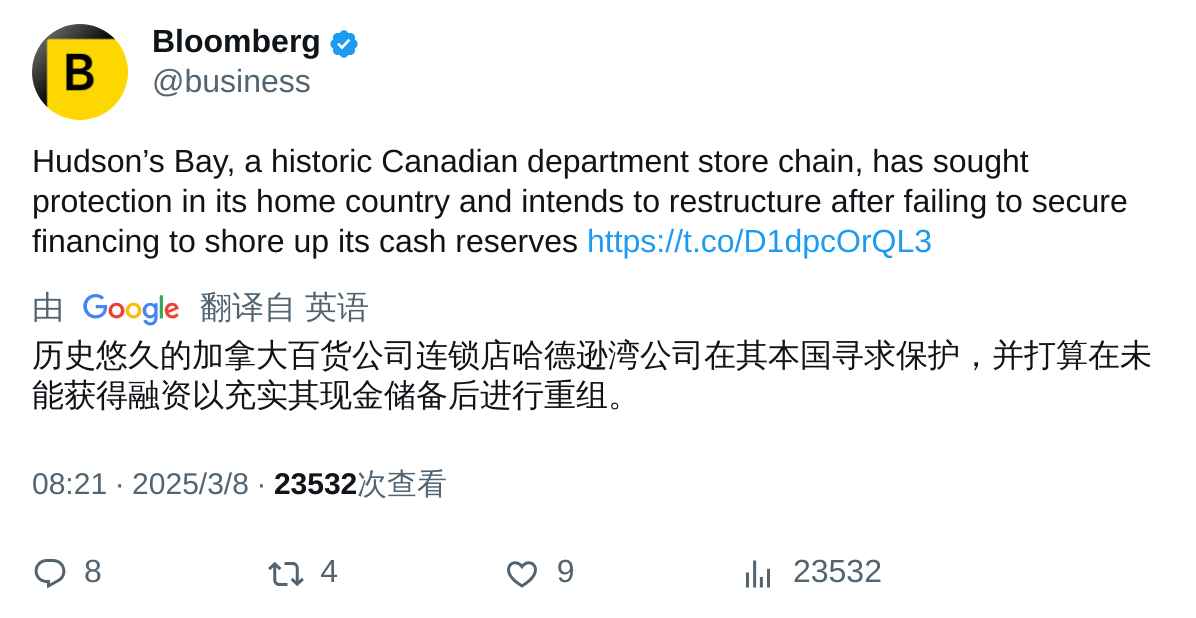 B
Bloomberg
@business
Hudson’s Bay, a historic Canadian department store chain, has sought
protection in its home country and intends to restructure after failing to secure
financing to shore up its cash reserves https://t.co/D1dpcOrQL3
由 Google 翻译自 英语
历史悠久的加拿大百货公司连锁店哈德逊湾公司在其本国寻求保护，并打算在未
能获得融资以充实其现金储备后进行重组。
08:21 · 2025/3/8 · 23532次查看
8 4 9 23532